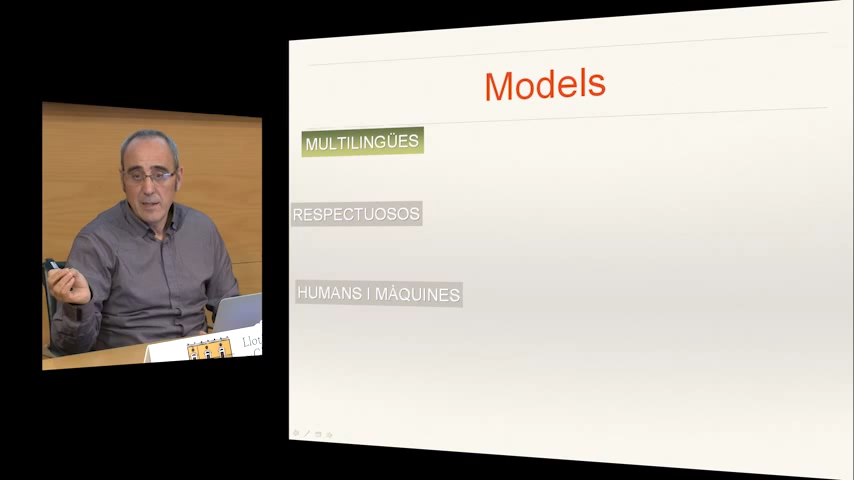 Models
MULTILINGÜES
RESPECTUOSOS
HUMANS I MÀQUINES